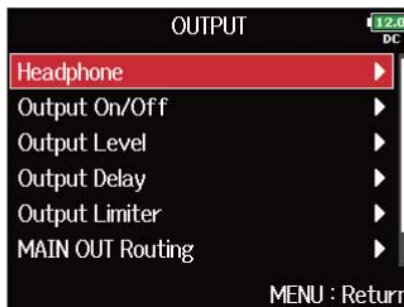 OUTPUT
12.0
DC
Headphone
Output On/Off
Output Level
Output Delay
Output Limiter
MAIN OUT Routing
MENU : Return